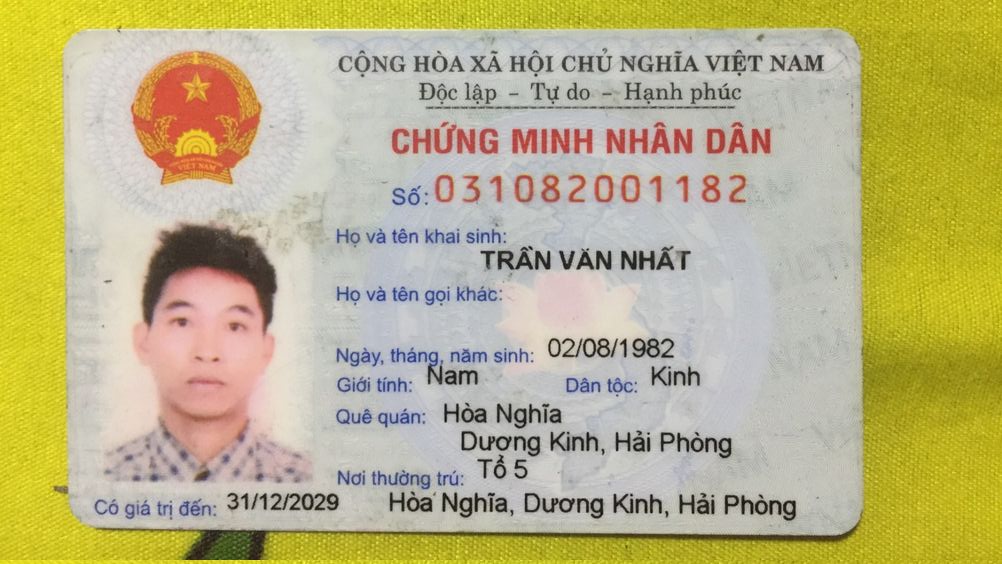 CỘNG HÒA XÃ HỘI CHỦ NGHĨA VIỆT NAM
Độc lập - Tự do - Hạnh phúc
CHỨNG MINH NHÂN DÂN
Số: 031082001182
Họ và tên khai sinh:
TRẦN VĂN NHẤT
Họ và tên gọi khác:
Ngày, tháng, năm sinh: 02/08/1982
Giới tính: Nam Dân tộc: Kinh
Quê quán: Hòa Nghĩa
Dương Kinh, Hải Phòng
Nơi thường trú: Tổ 5
Hòa Nghĩa, Dương Kinh, Hải Phòng
Có giá trị đến: 31/12/2029
VIỆT NAM